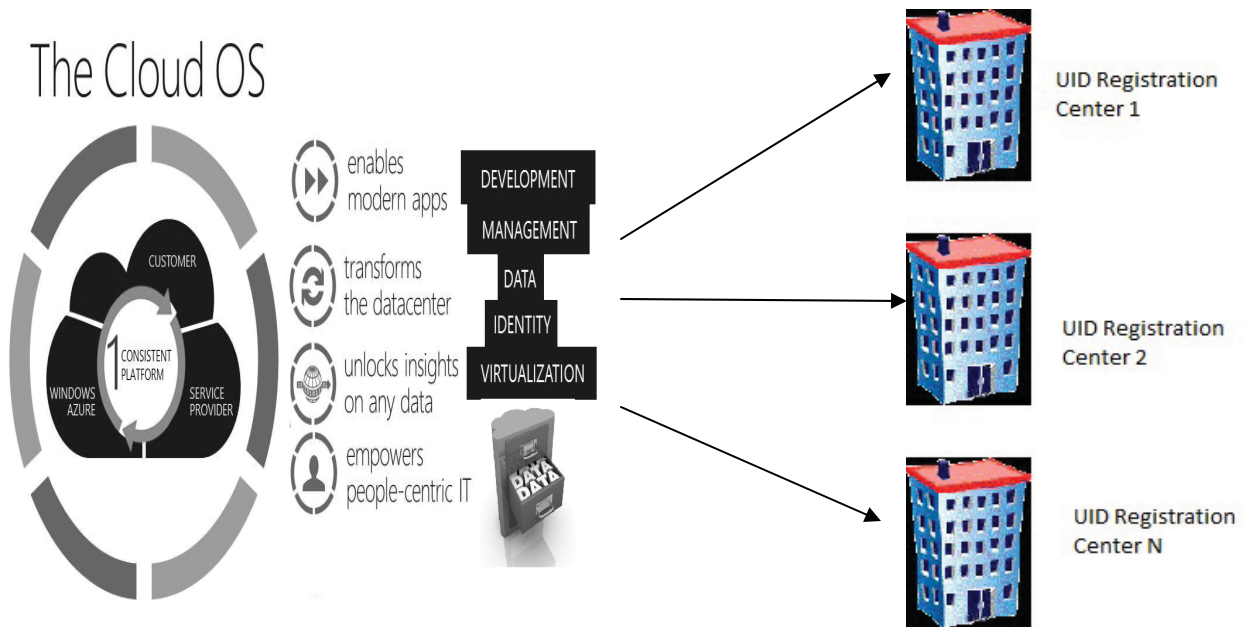 The Cloud OS
CUSTOMER
1
CONSISTENT
PLATFORM
WINDOWS
AZURE
SERVICE
PROVIDER
enables
modern apps
transforms
the datacenter
unlocks insights
on any data
empowers
people-centric IT
DEVELOPMENT
MANAGEMENT
DATA
IDENTITY
VIRTUALIZATION
DATA
DATA
UID Registration
Center 1
UID Registration
Center 2
UID Registration
Center N